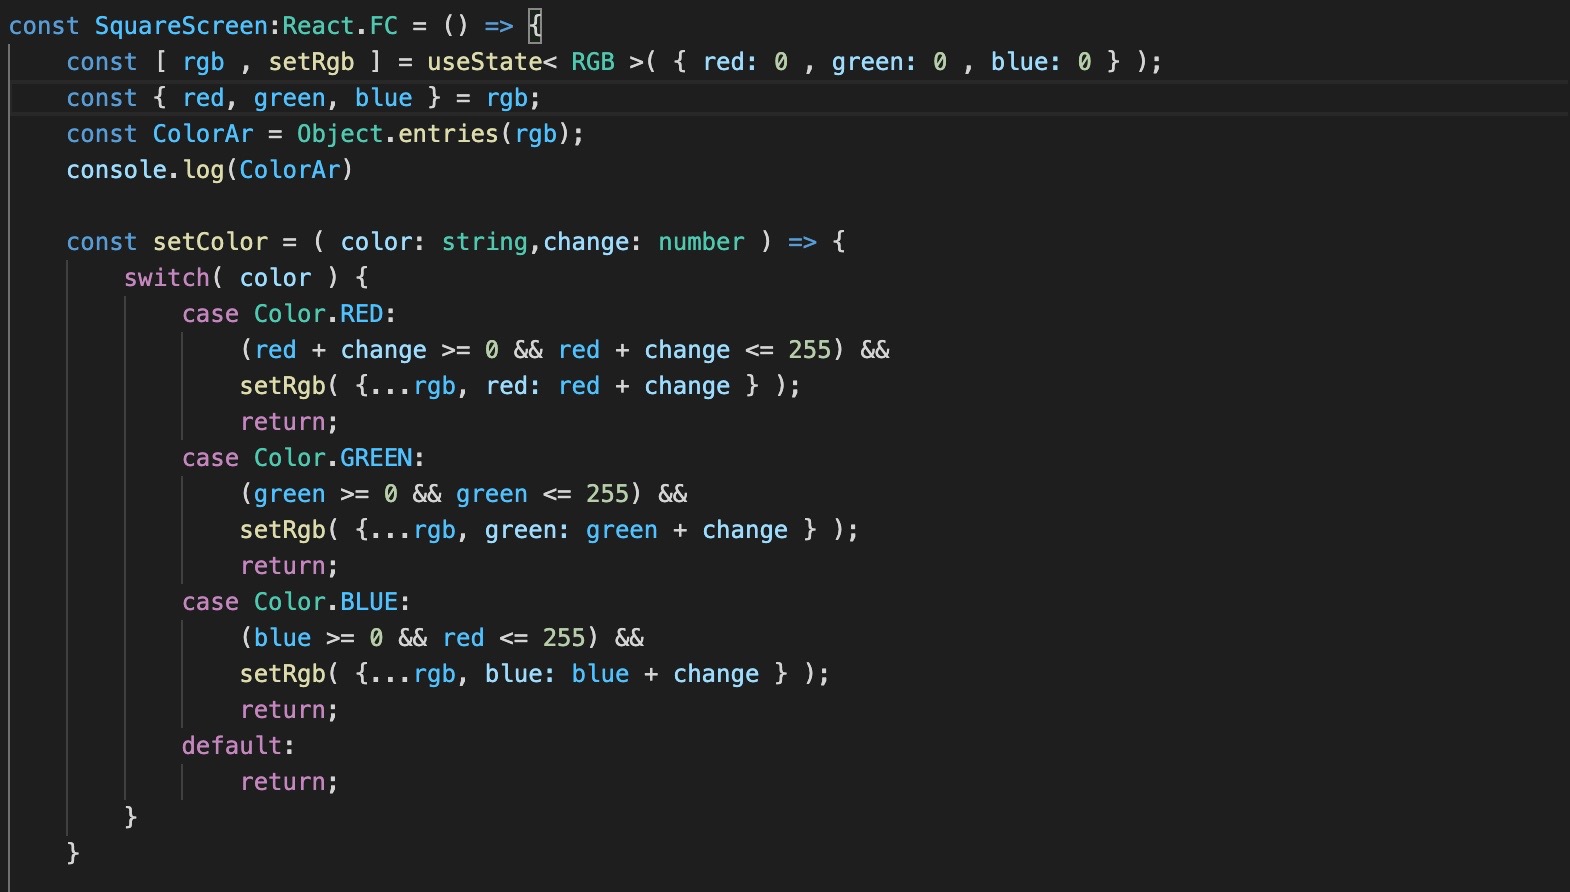 const SquareScreen:React.FC = () => {
const [ rgb , setRgb ] = useState< RGB >( { red: 0 , green: 0 , blue: 0 } );
const { red, green, blue } = rgb;
const ColorAr = Object.entries(rgb);
console.log(ColorAr)
const setColor = ( color: string,change: number ) => {
switch( color ) {
case Color.RED:
(red + change >= 0 && red + change <= 255) &&
setRgb( {...rgb, red: red + change } );
return;
case Color.GREEN:
(green >= 0 && green <= 255) &&
setRgb( {...rgb, green: green + change } );
return;
case Color.BLUE:
(blue >= 0 && red <= 255) &&
setRgb( {...rgb, blue: blue + change } );
return;
default:
return;
}
}